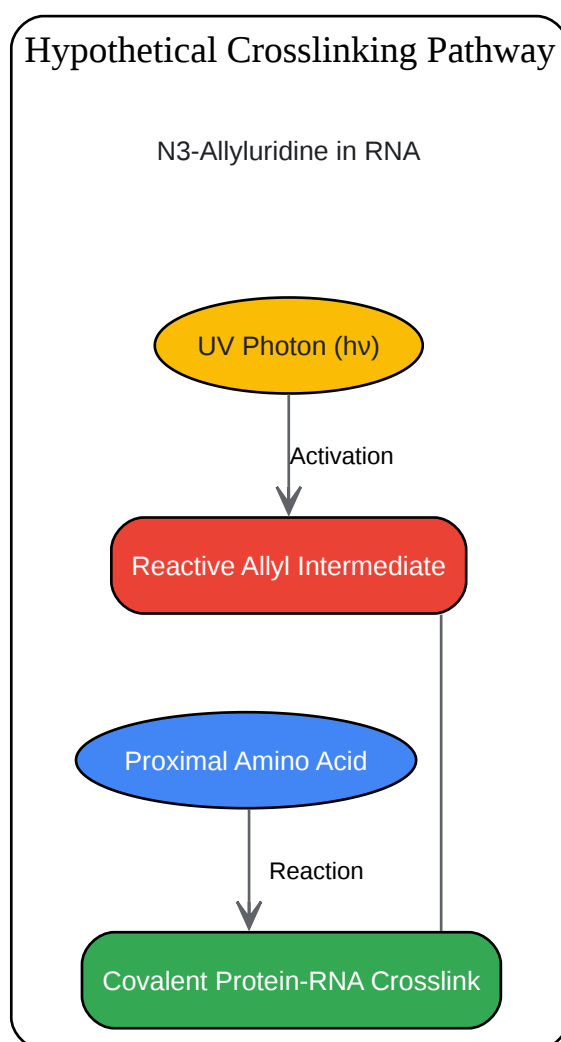 Hypothetical Crosslinking Pathway
N3-Allyluridine in RNA
UV Photon (hν)
Activation
Reactive Allyl Intermediate
Proximal Amino Acid
Reaction
Covalent Protein-RNA Crosslink